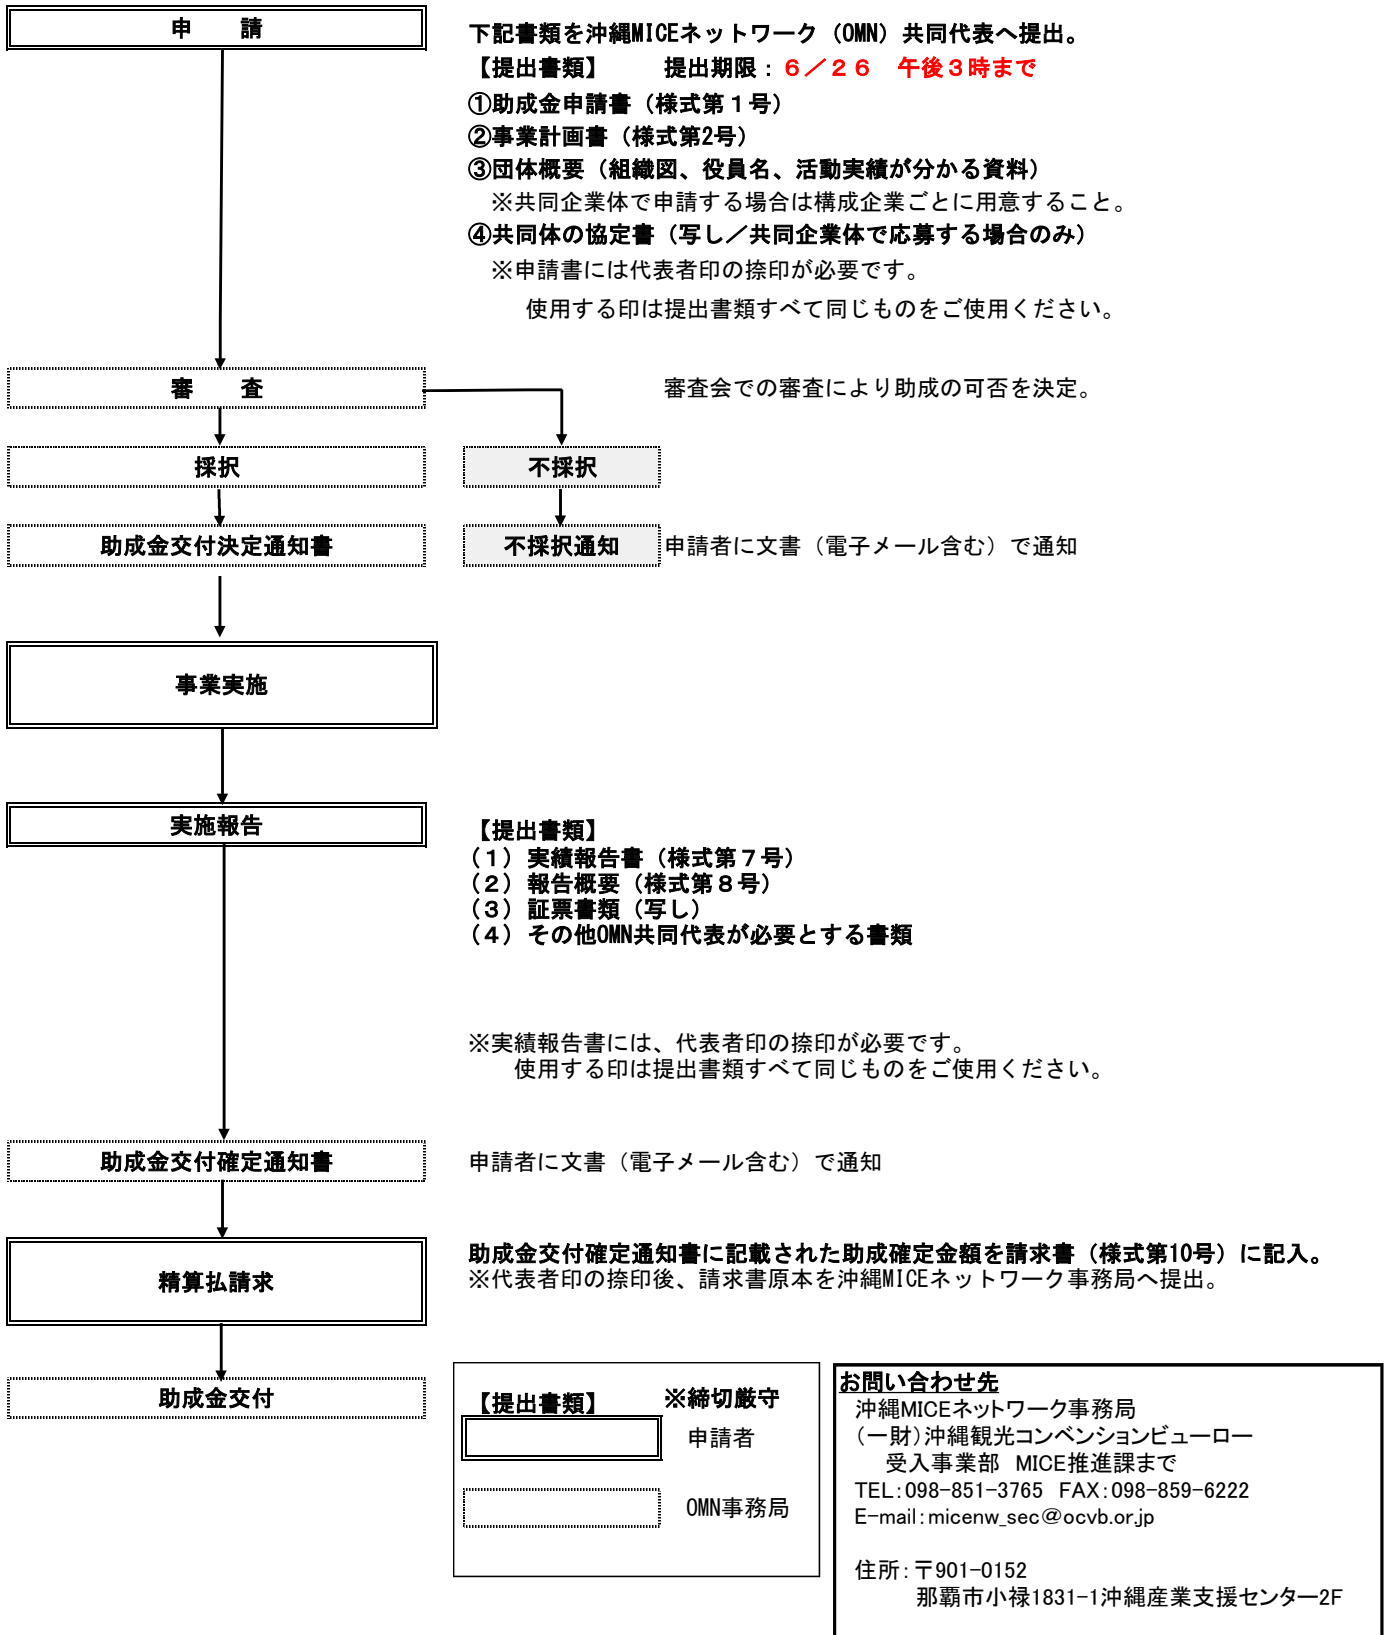 申　　請
下記書類を沖縄MICEネットワーク（OMN）共同代表へ提出。
【提出書類】　　提出期限：６／２６　午後３時まで
①助成金申請書（様式第１号）
②事業計画書（様式第2号）
③団体概要（組織図、役員名、活動実績が分かる資料）
※共同企業体で申請する場合は構成企業ごとに用意すること。
④共同体の協定書（写し／共同企業体で応募する場合のみ）
※申請書には代表者印の捺印が必要です。
使用する印は提出書類すべて同じものをご使用ください。
審　　査
審査会での審査により助成の可否を決定。
採択
不採択
助成金交付決定通知書
不採択通知
申請者に文書（電子メール含む）で通知
事業実施
実施報告
【提出書類】
（１）実績報告書（様式第７号）
（２）報告概要（様式第８号）
（３）証票書類（写し）
（４）その他OMN共同代表が必要とする書類
※実績報告書には、代表者印の捺印が必要です。
使用する印は提出書類すべて同じものをご使用ください。
助成金交付確定通知書
申請者に文書（電子メール含む）で通知
精算払請求
助成金交付確定通知書に記載された助成確定金額を請求書（様式第10号）に記入。
※代表者印の捺印後、請求書原本を沖縄MICEネットワーク事務局へ提出。
助成金交付
【提出書類】　　※締切厳守
申請者
OMN事務局
お問い合わせ先
沖縄MICEネットワーク事務局
（一財）沖縄観光コンベンションビューロー
受入事業部　MICE推進課まで
TEL：098-851-3765　FAX：098-859-6222
E-mail：micenw_sec＠ocvb.or.jp
住所：〒901-0152
那覇市小禄1831-1沖縄産業支援センター2F